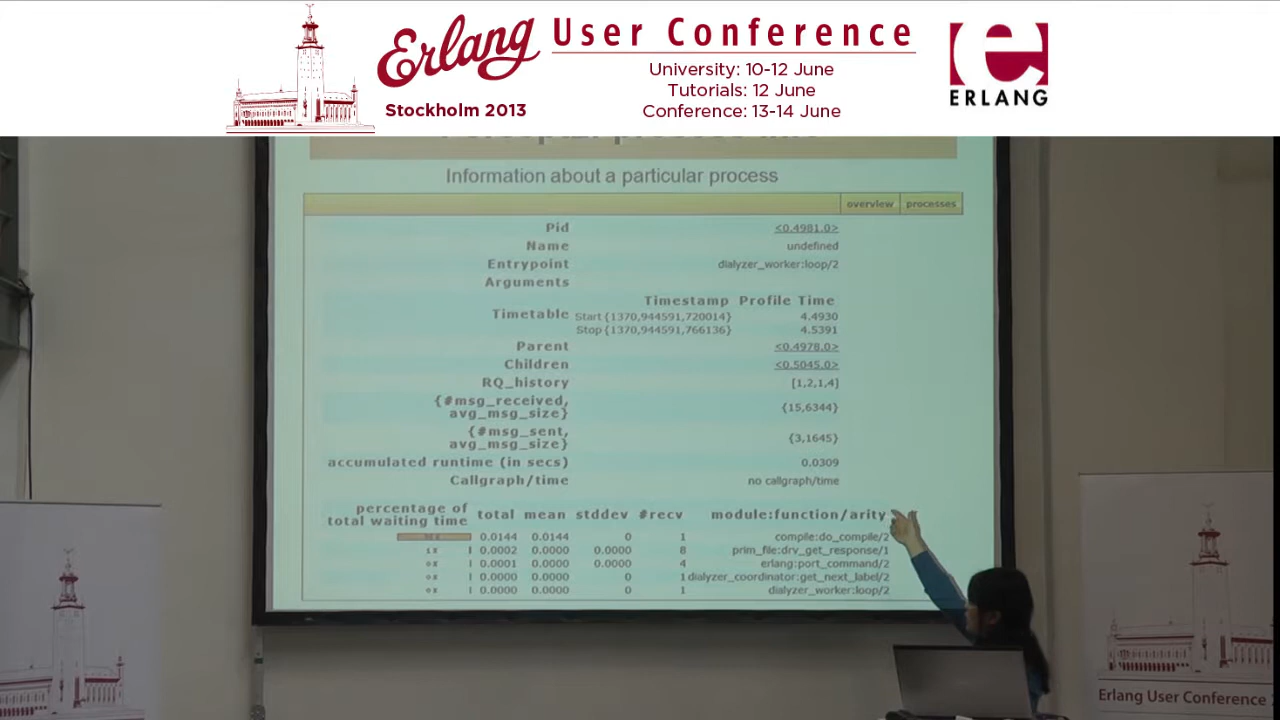 Erlang User Conference
Stockholm 2013
University: 10-12 June
Tutorials: 12 June
Conference: 13-14 June
e
ERLANG
Information about a particular process
overview processes
Pid <0.4981.0>
Name undefined
Entrypoint dialyzer_worker:loop/2
Arguments
Timestamp Profile Time
Timetable Start {1370,944591,720014} 4.4930
Stop {1370,944591,766136} 4.5391
Parent <0.4978.0>
Children <0.5045.0>
RQ_history [1,2,1,4]
{#msg_received,
avg_msg_size} {15,6344}
{#msg_sent,
avg_msg_size} {3,1645}
accumulated runtime (in secs) 0.0309
Callgraph/time no callgraph/time
percentage of
total waiting time total mean stddev #recv module:function/arity
0.0144 0.0144 0 1 compile:do_compile/2
1% 0.0002 0.0000 0.0000 8 prim_file:drv_get_response/1
0% 0.0001 0.0000 0.0000 4 erlang:port_command/2
0% 0.0000 0.0000 0 1 dialyzer_coordinator:get_next_label/2
0% 0.0000 0.0000 0 1 dialyzer_worker:loop/2
Erlang User Conference